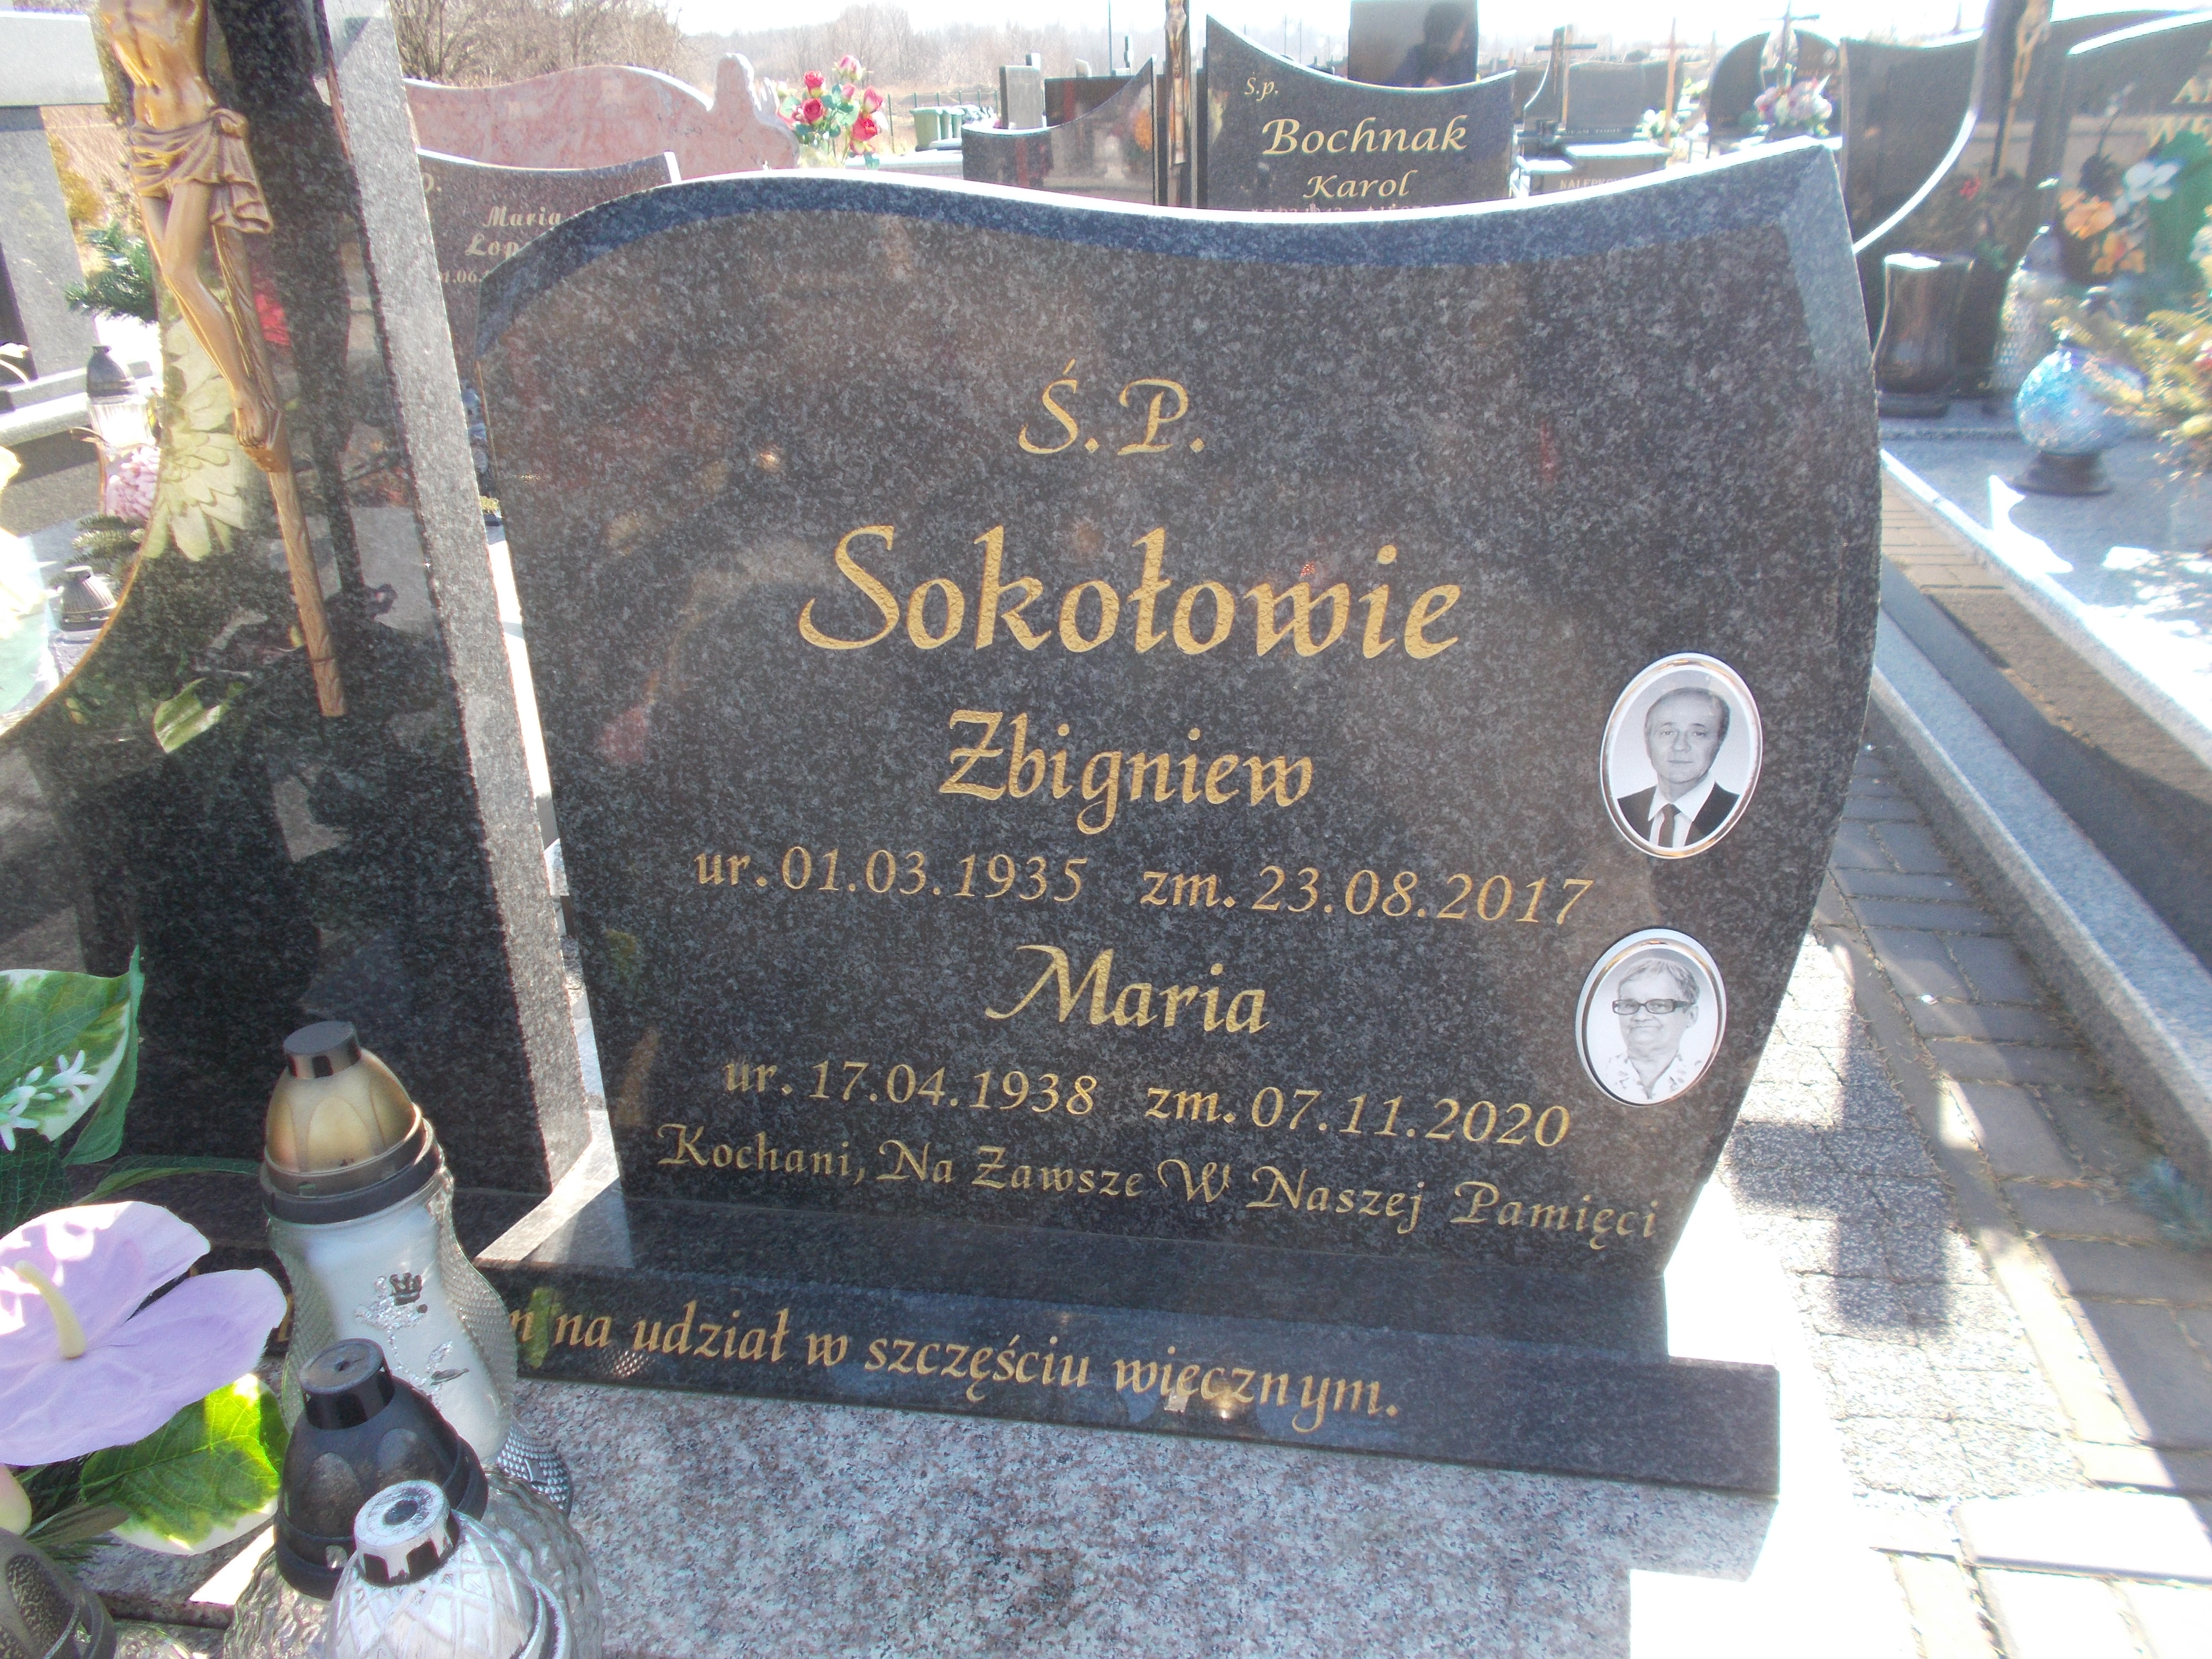 Ś.p.
Bochnak
Karol
Maria
Ś. P.
Sokołowie
Zbigniew
ur. 01.03.1935 zm. 23.08.2017
Maria
ur. 17.04.1938 zm. 07.11.2020
Kochani, Na Zawsze W Naszej Pamięci
na udział w szczęściu wiecznym.